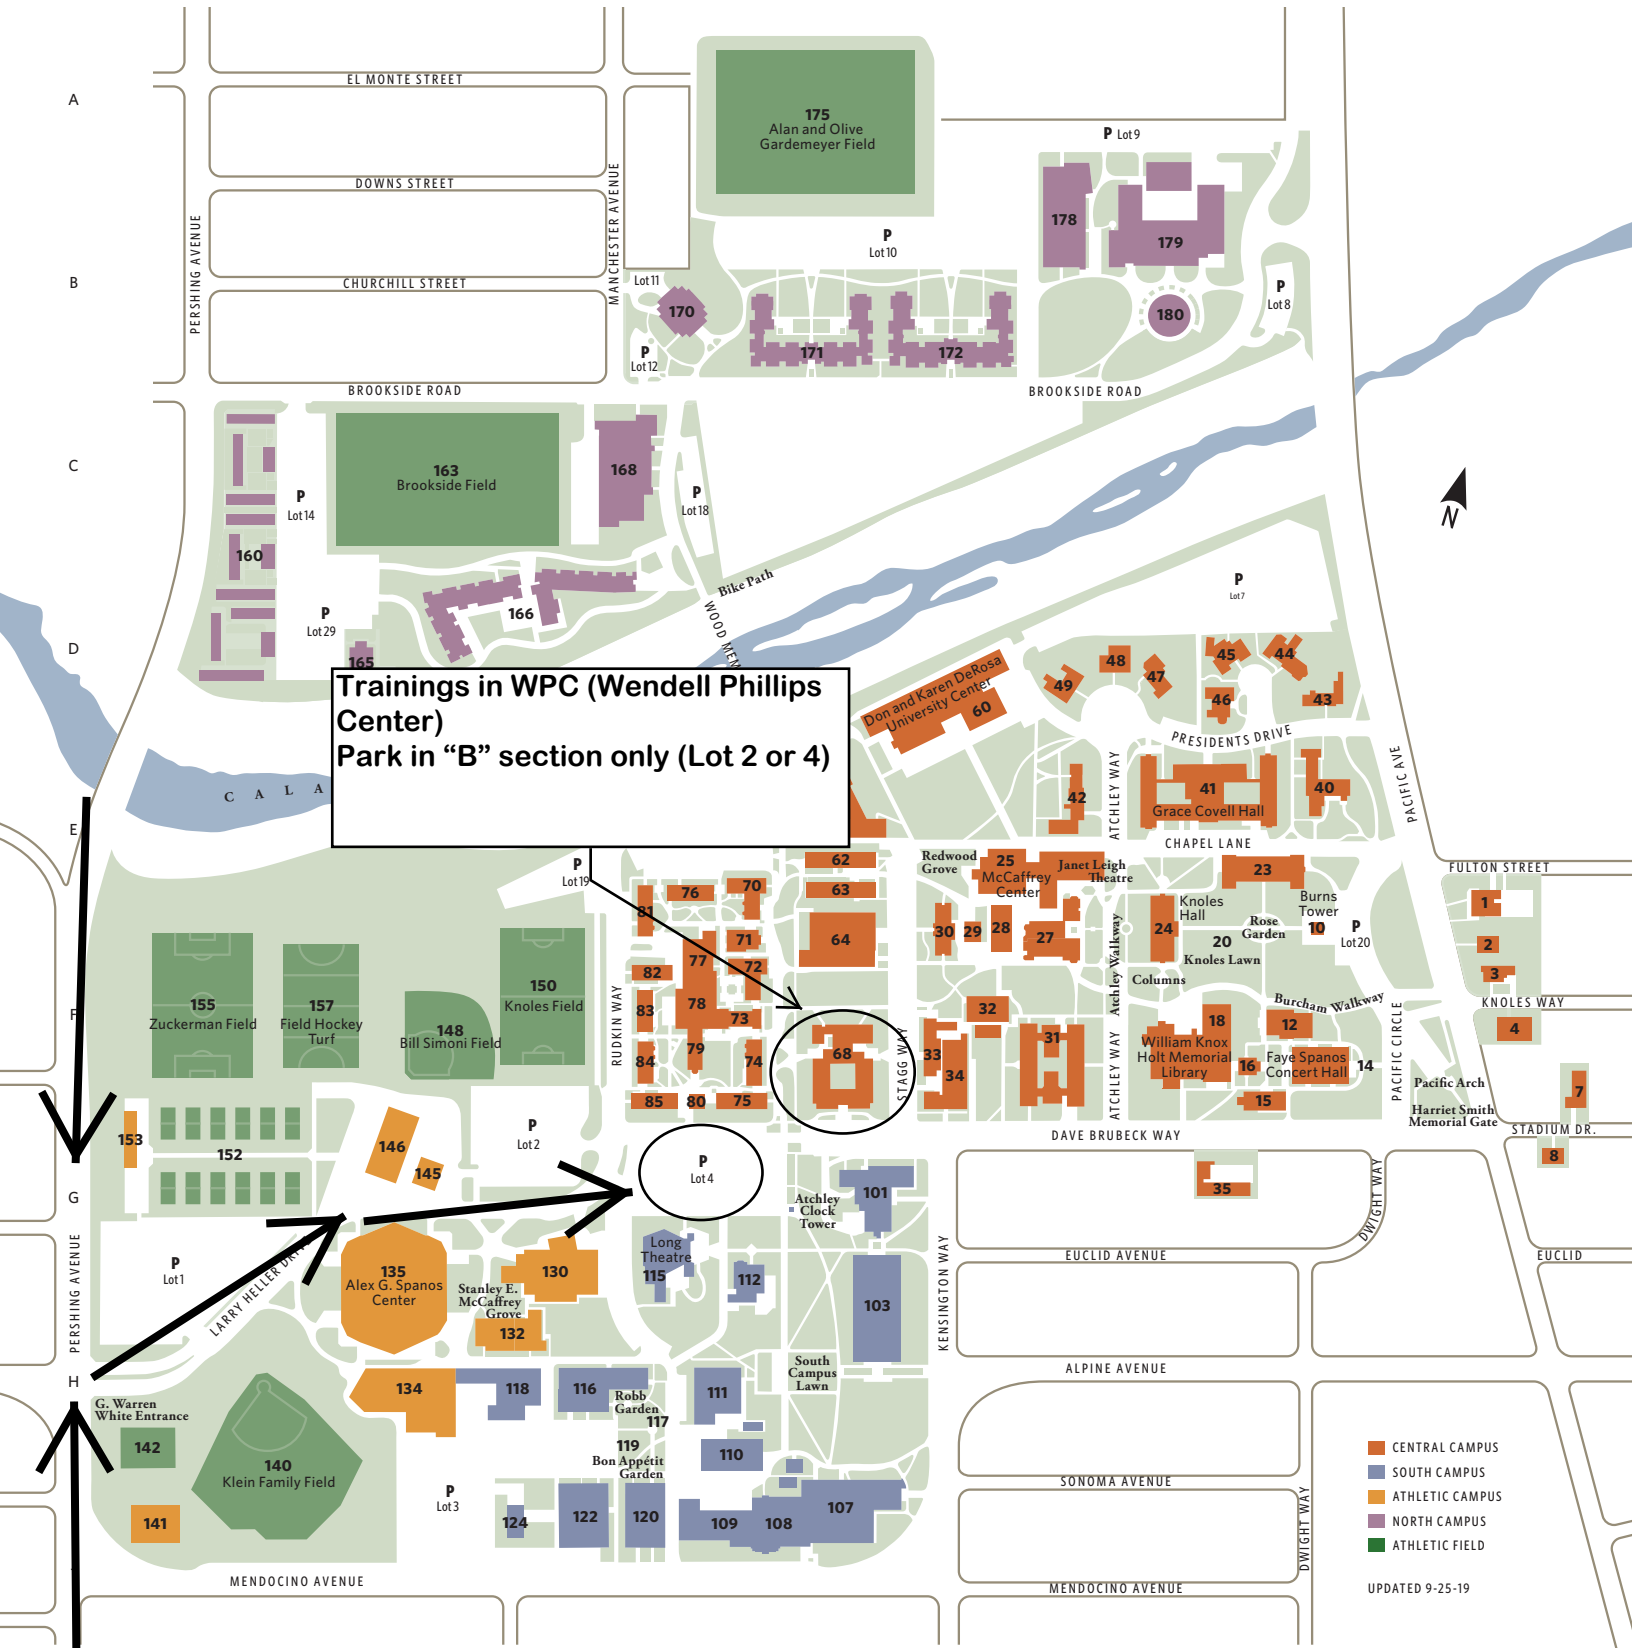 A
EL MONTE STREET
175
Alan and Olive
Gardemeyer Field
P Lot 9
DOWNS STREET
PERSHING AVENUE
MANCHESTER AVENUE
178
179
P
Lot 10
B
CHURCHILL STREET
Lot 11
170
P
Lot 8
180
171
172
P
Lot 12
BROOKSIDE ROAD
BROOKSIDE ROAD
C
163
Brookside Field
168
P
Lot 14
P
Lot 18
N
160
Bike Path
P
Lot 7
166
P
Lot 29
WOOD MEM
D
165
Trainings in WPC (Wendell Phillips
Center)
Park in “B” section only (Lot 2 or 4)
Don and Karen DeRosa
University Center
60
49
48
47
45
44
46
43
PRESIDENTS DRIVE
PACIFIC AVE
ATCHLEY WAY
C A L A
42
41
Grace Covell Hall
40
E
CHAPEL LANE
P
Lot 19
62
63
64
Redwood
Grove
25
McCaffrey
Center
Janet Leigh
Theatre
23
FULTON STREET
76
70
81
71
77
72
82
78
83
73
79
84
74
85
80
75
30
29
28
27
24
Knoles
Hall
Burns
Tower
10
Rose
Garden
20
Knoles Lawn
P
Lot 20
1
2
3
Columns
Atchley Walkway
Burcham Walkway
KNOLES WAY
4
F
155
Zuckerman Field
157
Field Hockey
Turf
148
Bill Simoni Field
150
Knoles Field
RUDKIN WAY
68
STAGG WAY
32
33
34
31
ATCHLEY WAY
18
William Knox
Holt Memorial
Library
12
16
Faye Spanos
Concert Hall
14
15
PACIFIC CIRCLE
Pacific Arch
Harriet Smith
Memorial Gate
7
STADIUM DR.
8
DAVE BRUBECK WAY
153
152
146
145
P
Lot 2
P
Lot 4
G
101
Atchley
Clock
Tower
35
DWIGHT WAY
EUCLID AVENUE
EUCLID
PERSHING AVENUE
P
Lot 1
LARRY HELLER DRIVE
135
Alex G. Spanos
Center
130
Stanley E.
McCaffrey
Grove
132
Long
Theatre
115
112
103
KENSINGTON WAY
H
G. Warren
White Entrance
142
134
118
116
Robb
Garden
117
111
South
Campus
Lawn
ALPINE AVENUE
140
Klein Family Field
119
Bon Appétit
Garden
110
141
P
Lot 3
124
122
120
109
108
107
SONOMA AVENUE
DWIGHT WAY
MENDOCINO AVENUE
MENDOCINO AVENUE
CENTRAL CAMPUS
SOUTH CAMPUS
ATHLETIC CAMPUS
NORTH CAMPUS
ATHLETIC FIELD
UPDATED 9-25-19